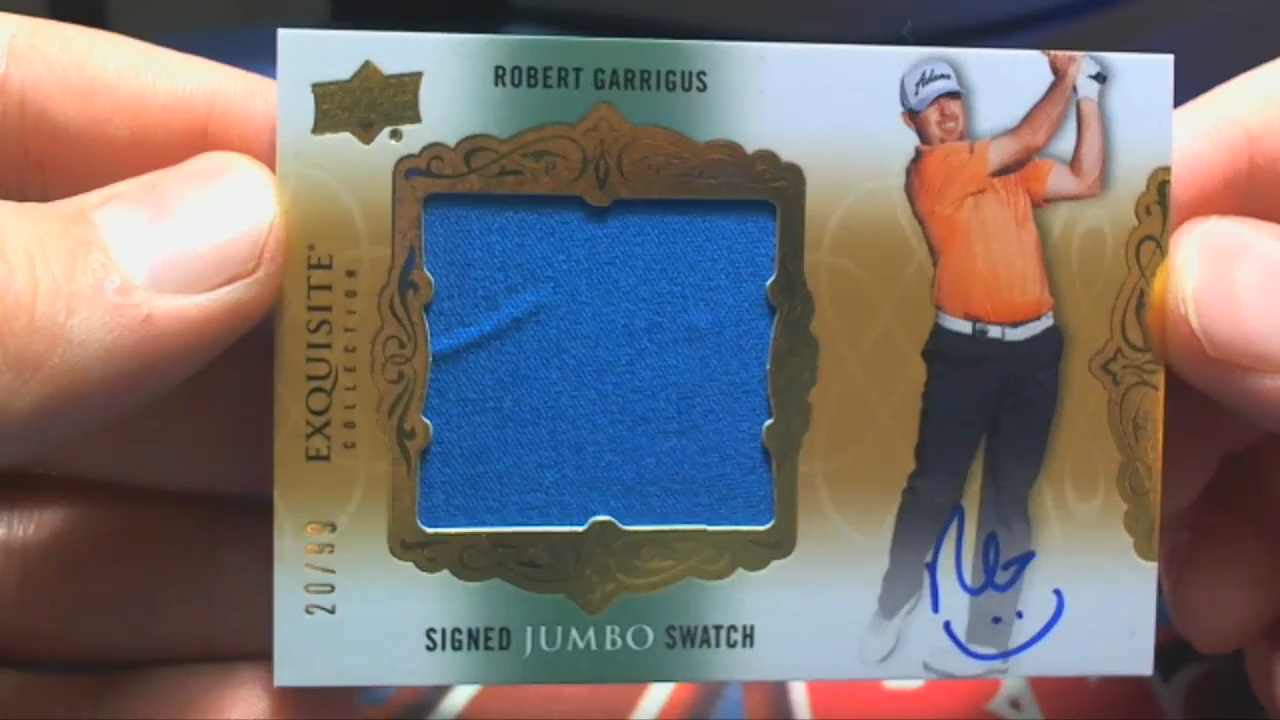 ROBERT GARRIGUS
Adams
EXQUISITE®
COLLECTION
20/99
SIGNED JUMBO SWATCH